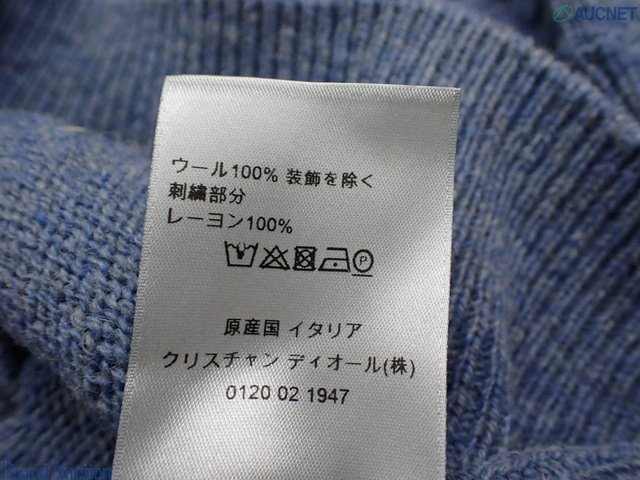 AUCNET
ウール100% 装飾を除く
刺繍部分
レーヨン100%
P
原産国 イタリア
クリスチャン ディオール(株)
0120 02 1947
Brand Auction